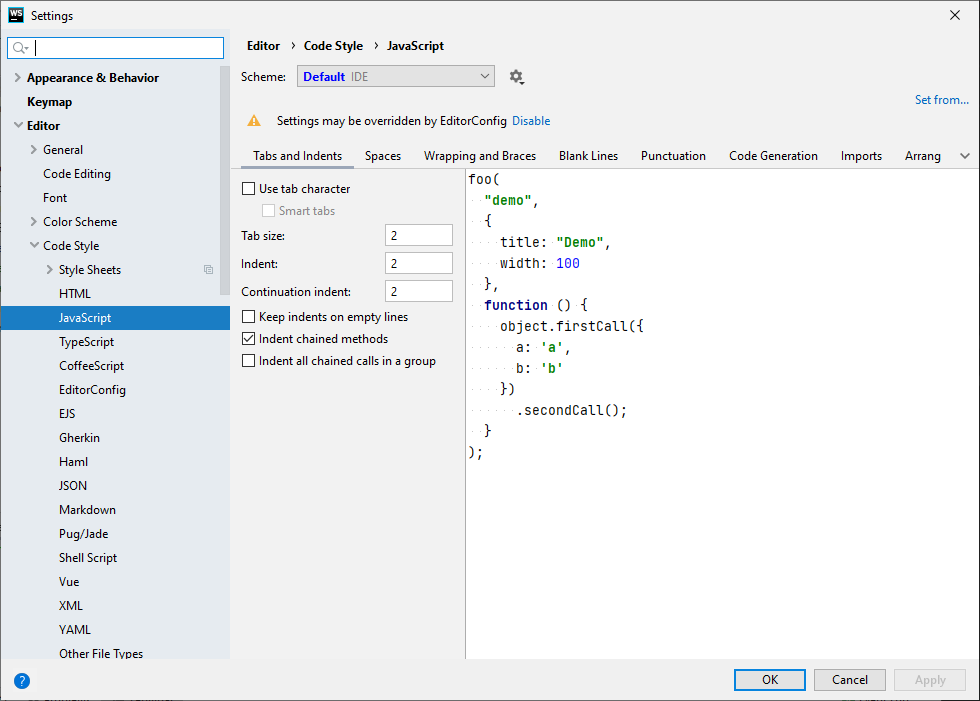 WS Settings
Editor › Code Style › JavaScript
Scheme: Default IDE
Set from...
Settings may be overridden by EditorConfig Disable
Appearance & Behavior
Keymap
Editor
General
Code Editing
Font
Color Scheme
Code Style
Style Sheets
HTML
JavaScript
TypeScript
CoffeeScript
EditorConfig
EJS
Gherkin
Haml
JSON
Markdown
Pug/Jade
Shell Script
Vue
XML
YAML
Other File Types
Tabs and Indents Spaces Wrapping and Braces Blank Lines Punctuation Code Generation Imports Arrang
Use tab character
Smart tabs
Tab size: 2
Indent: 2
Continuation indent: 2
Keep indents on empty lines
Indent chained methods
Indent all chained calls in a group
foo(
  "demo",
  {
    title: "Demo",
    width: 100
  },
  function () {
    object.firstCall({
      a: 'a',
      b: 'b'
    })
      .secondCall();
  }
);
?
OK Cancel Apply